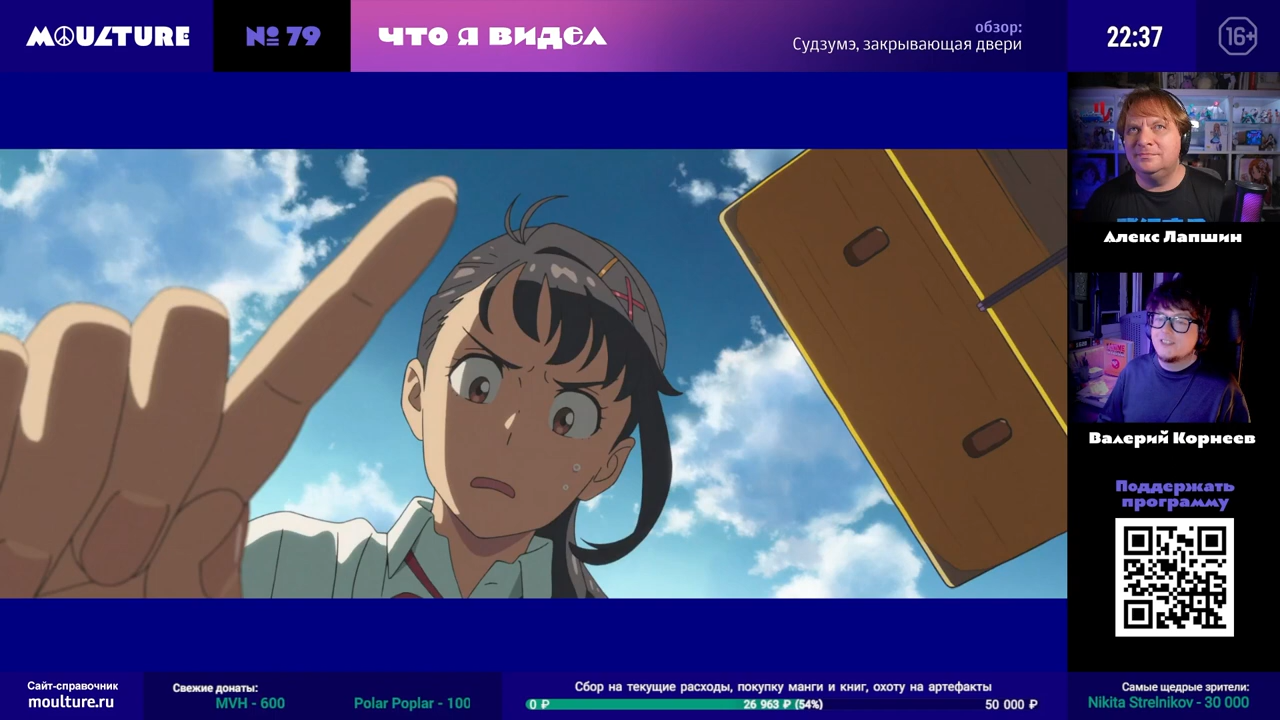 MOULTURE
№ 79
ЧТО Я ВИДЕЛ
обзор:
Судзумэ, закрывающая двери
22:37
16+
Алекс Лапшин
Валерий Корнеев
Поддержать
программу
Сайт-справочник
moulture.ru
Свежие донаты:
MVH - 600
Polar Poplar - 100
Сбор на текущие расходы, покупку манги и книг, охоту на артефакты
0 ₽
26 963 ₽ (54%)
50 000 ₽
Самые щедрые зрители:
Nikita Strelnikov - 30 000